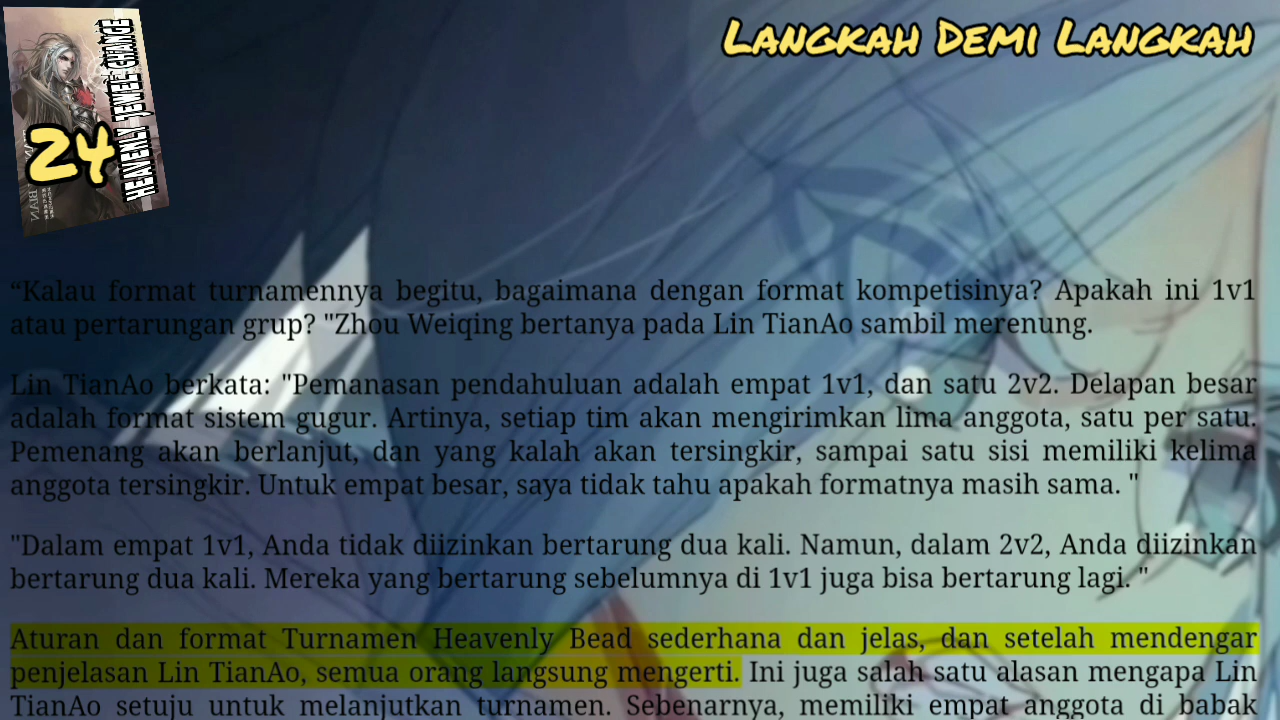 Langkah Demi Langkah
HEAVENLY JEWEL CHANGE
24
“Kalau format turnamennya begitu, bagaimana dengan format kompetisinya? Apakah ini 1v1
atau pertarungan grup? "Zhou Weiqing bertanya pada Lin TianAo sambil merenung.
Lin TianAo berkata: "Pemanasan pendahuluan adalah empat 1v1, dan satu 2v2. Delapan besar
adalah format sistem gugur. Artinya, setiap tim akan mengirimkan lima anggota, satu per satu.
Pemenang akan berlanjut, dan yang kalah akan tersingkir, sampai satu sisi memiliki kelima
anggota tersingkir. Untuk empat besar, saya tidak tahu apakah formatnya masih sama. "
"Dalam empat 1v1, Anda tidak diizinkan bertarung dua kali. Namun, dalam 2v2, Anda diizinkan
bertarung dua kali. Mereka yang bertarung sebelumnya di 1v1 juga bisa bertarung lagi. "
Aturan dan format Turnamen Heavenly Bead sederhana dan jelas, dan setelah mendengar
penjelasan Lin TianAo, semua orang langsung mengerti. Ini juga salah satu alasan mengapa Lin
TianAo setuju untuk melanjutkan turnamen. Sebenarnya, memiliki empat anggota di babak